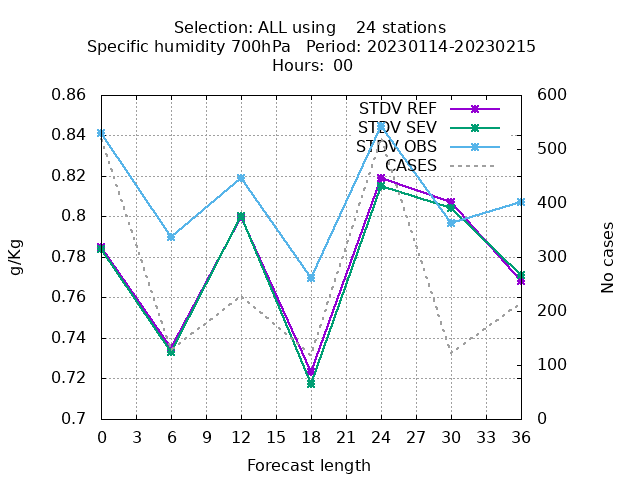 Selection: ALL using    24 stations
Specific humidity 700hPa   Period: 20230114-20230215
Hours:  00
STDV REF
STDV SEV
STDV OBS
CASES
0.86
0.84
0.82
0.8
0.78
0.76
0.74
0.72
0.7
g/Kg
600
500
400
300
200
100
0
No cases
0 3 6 9 12 15 18 21 24 27 30 33 36
Forecast length